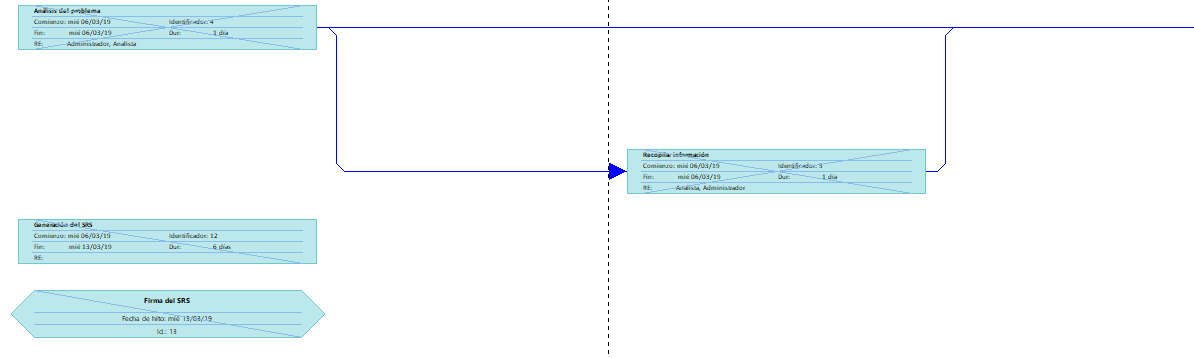 Análisis del problema
Comienzo: mié 06/03/19 Identificador: 4
Fin: mié 06/03/19 Dur: 1 día
RE: Administrador, Analista
Recopilar información
Comienzo: mié 06/03/19 Identificador: 5
Fin: mié 06/03/19 Dur: 1 día
RE: Analista, Administrador
Generación del SRS
Comienzo: mié 06/03/19 Identificador: 12
Fin: mié 13/03/19 Dur: 6 días
RE:
Firma del SRS
Fecha de hito: mié 13/03/19
Id.: 13